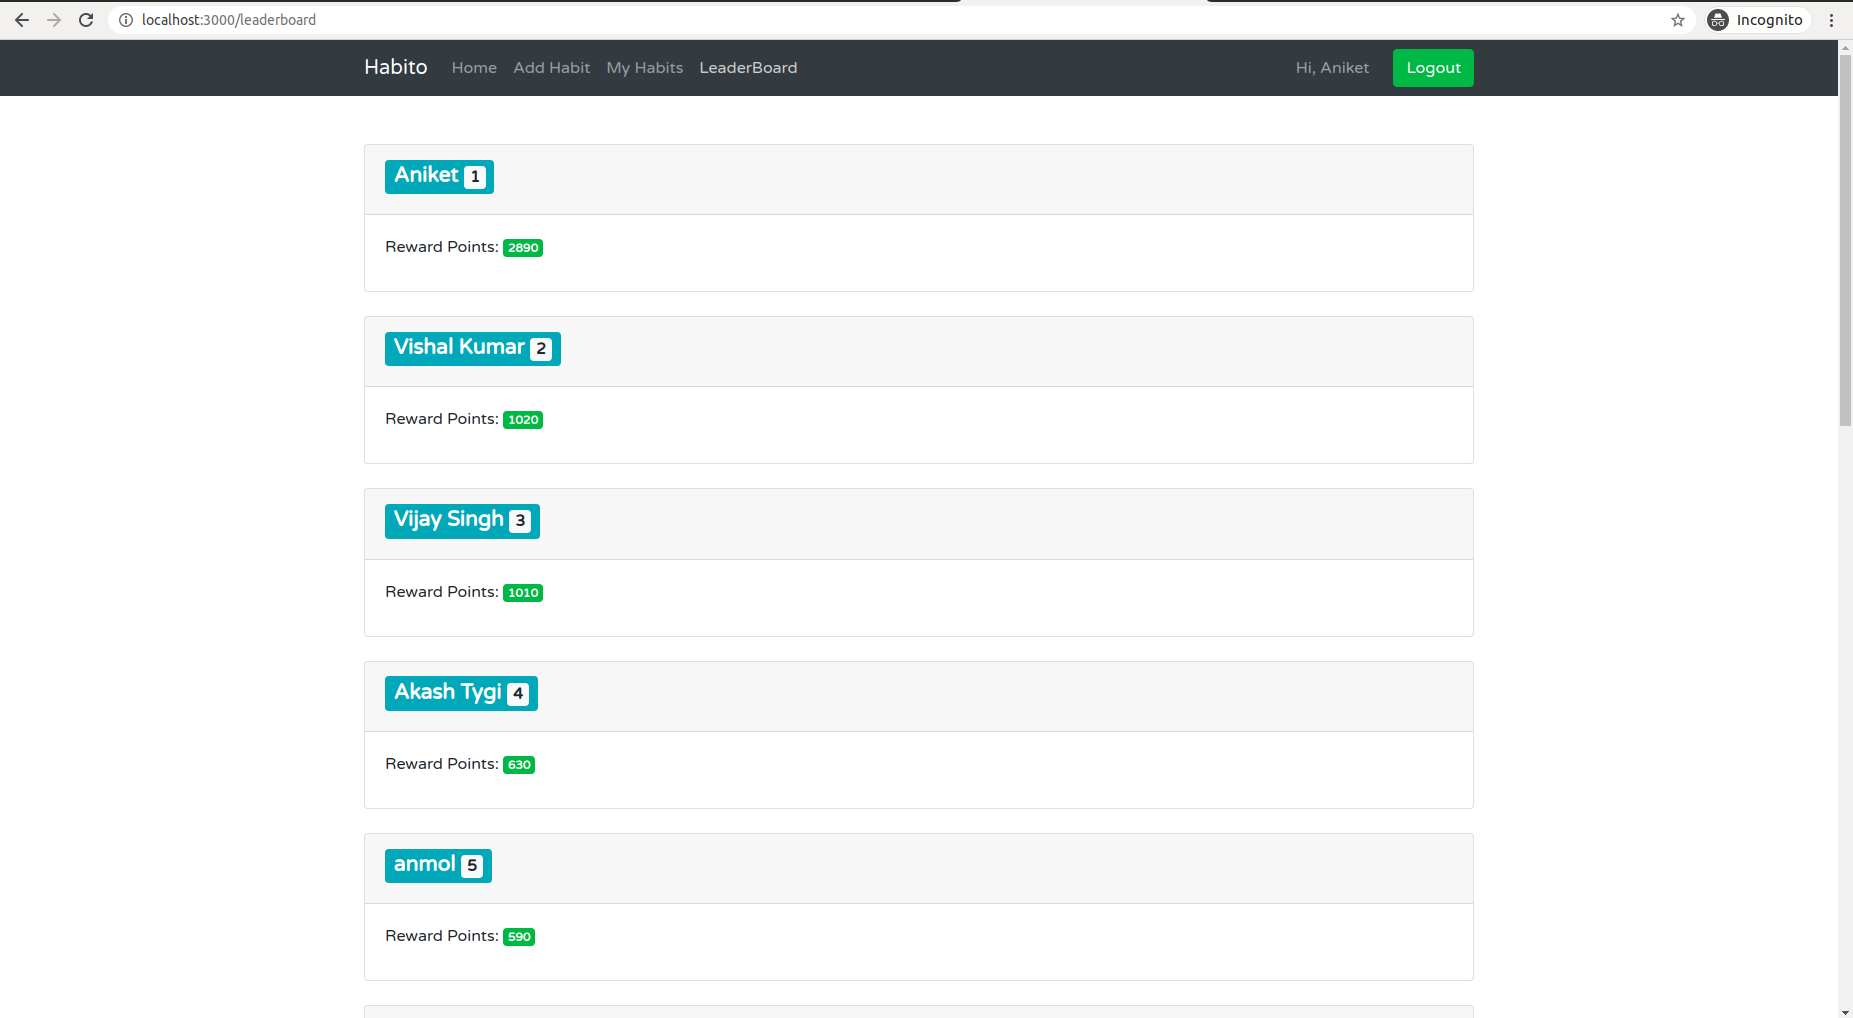 localhost:3000/leaderboard
Incognito
Habito Home Add Habit My Habits LeaderBoard Hi, Aniket Logout
Aniket 1
Reward Points: 2890
Vishal Kumar 2
Reward Points: 1020
Vijay Singh 3
Reward Points: 1010
Akash Tygi 4
Reward Points: 630
anmol 5
Reward Points: 590